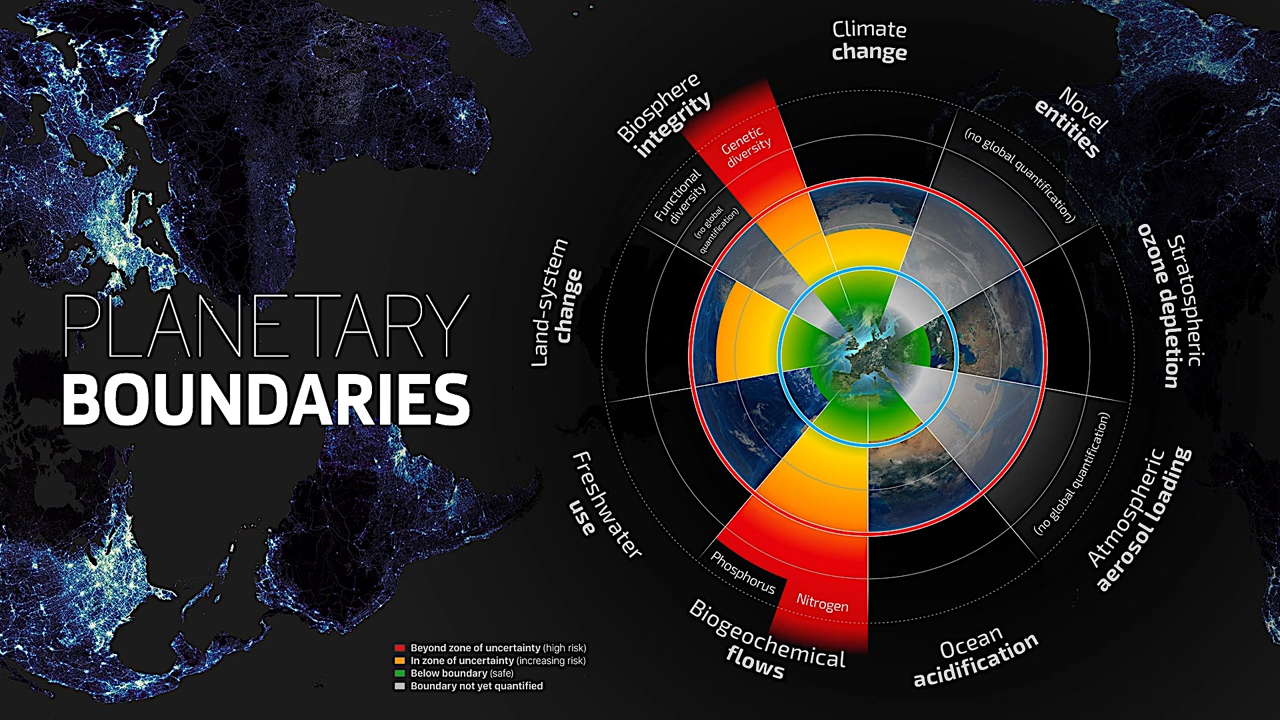 PLANETARY
BOUNDARIES
Climate
change
Novel
entities
(no global quantification)
Stratospheric
ozone depletion
Atmospheric
aerosol loading
(no global quantification)
Ocean
acidification
Biogeochemical
flows
Phosphorus
Nitrogen
Freshwater
use
Land-system
change
Biosphere
integrity
Functional
diversity
(no global
quantification)
Genetic
diversity
Beyond zone of uncertainty (high risk)
In zone of uncertainty (increasing risk)
Below boundary (safe)
Boundary not yet quantified